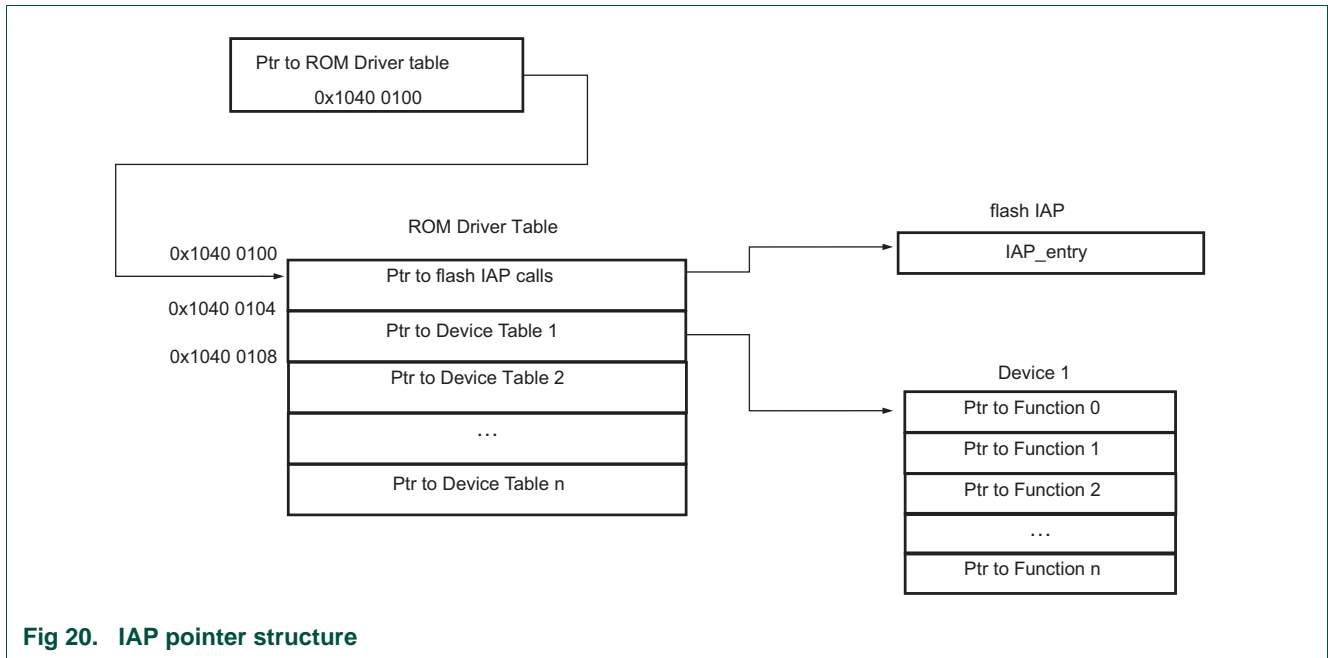 Ptr to ROM Driver table
0x1040 0100
ROM Driver Table
0x1040 0100
Ptr to flash IAP calls
0x1040 0104
Ptr to Device Table 1
0x1040 0108
Ptr to Device Table 2
...
Ptr to Device Table n
flash IAP
IAP_entry
Device 1
Ptr to Function 0
Ptr to Function 1
Ptr to Function 2
...
Ptr to Function n
Fig 20. IAP pointer structure